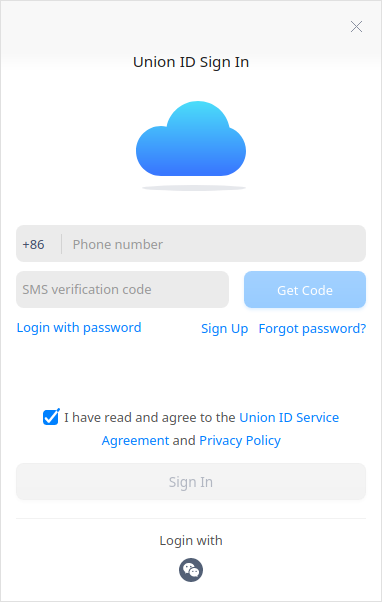 Union ID Sign In
+86 Phone number
SMS verification code Get Code
Login with password Sign Up Forgot password?
I have read and agree to the Union ID Service
Agreement and Privacy Policy
Sign In
Login with